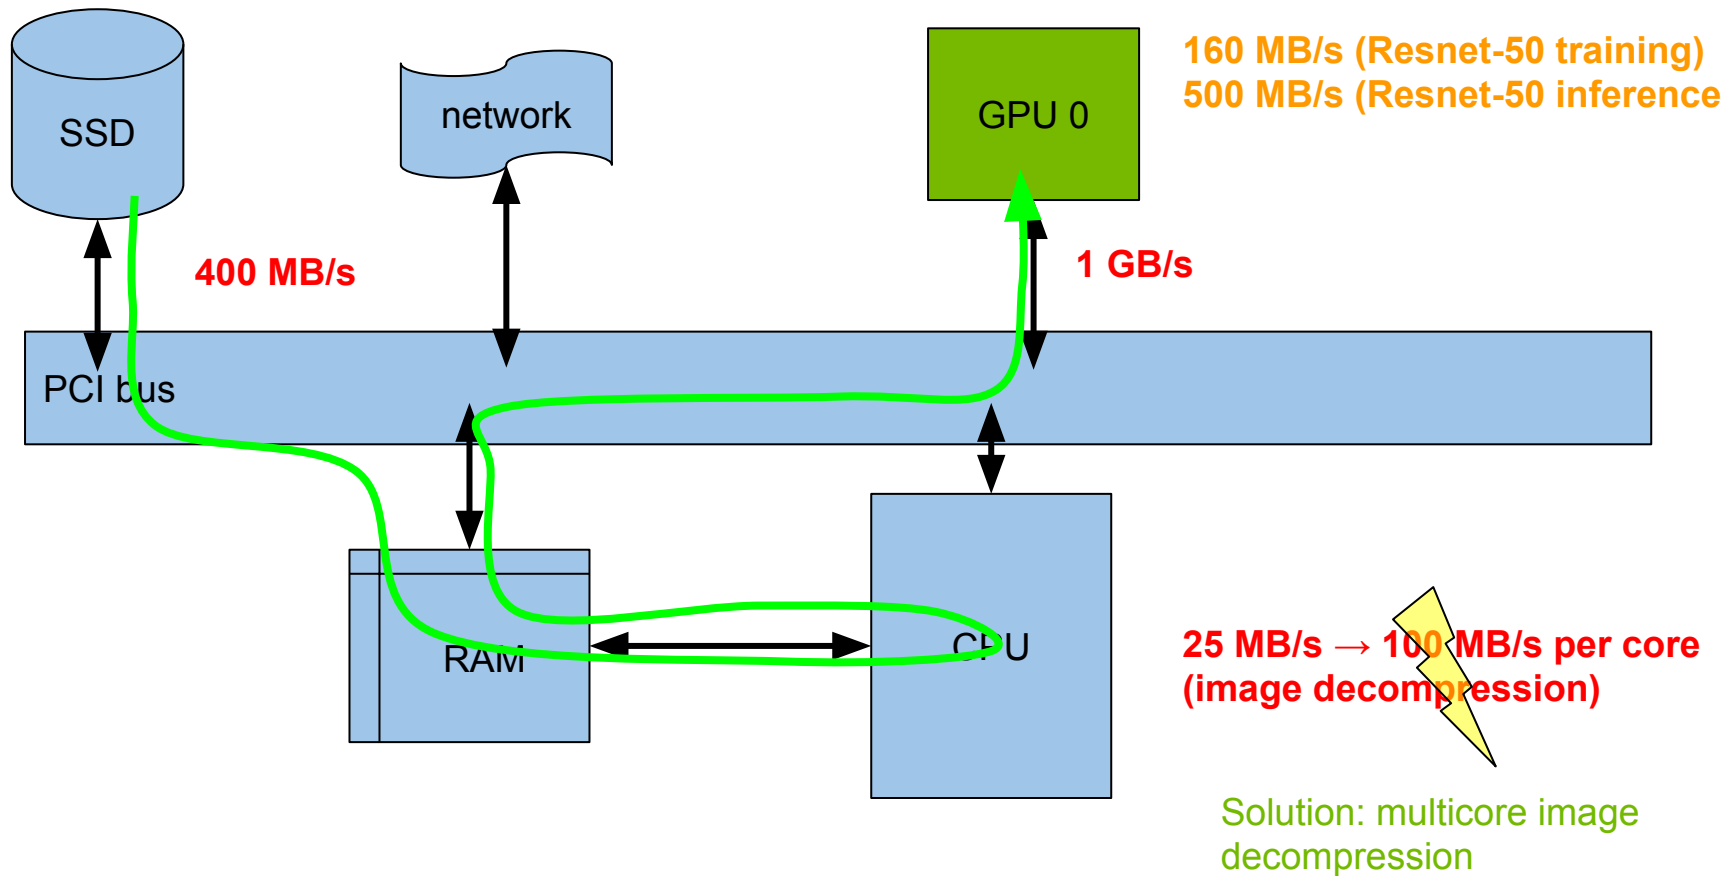 SSD
network
GPU 0
160 MB/s (Resnet-50 training)
500 MB/s (Resnet-50 inference
400 MB/s
1 GB/s
PCI bus
RAM
CPU
25 MB/s → 100 MB/s per core
(image decompression)
Solution: multicore image
decompression